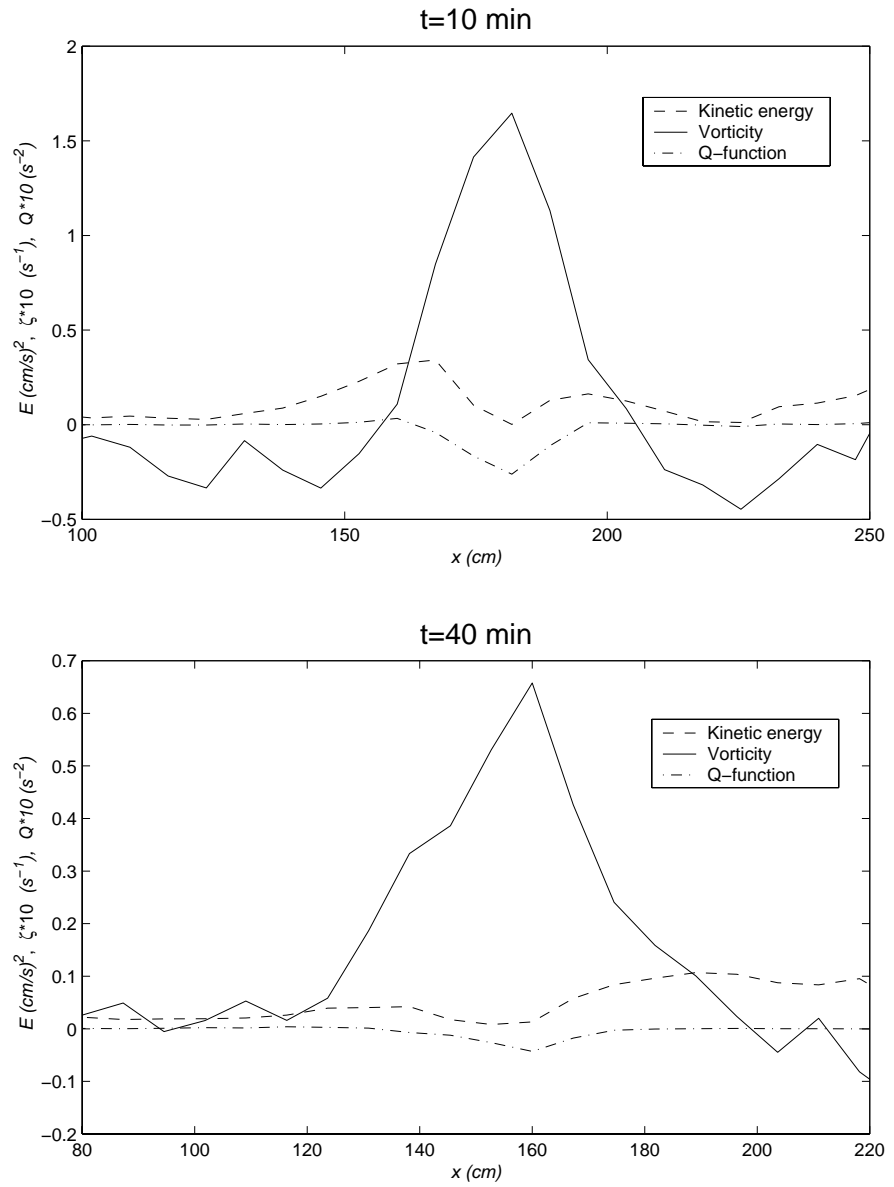 t=10 min
2
1.5
1
0.5
0
−0.5
E (cm/s)², ζ*10 (s⁻¹), Q*10 (s⁻²)
Kinetic energy
Vorticity
Q−function
100 150 200 250
x (cm)
t=40 min
0.7
0.6
0.5
0.4
0.3
0.2
0.1
0
−0.1
−0.2
E (cm/s)², ζ*10 (s⁻¹), Q*10 (s⁻²)
Kinetic energy
Vorticity
Q−function
80 100 120 140 160 180 200 220
x (cm)